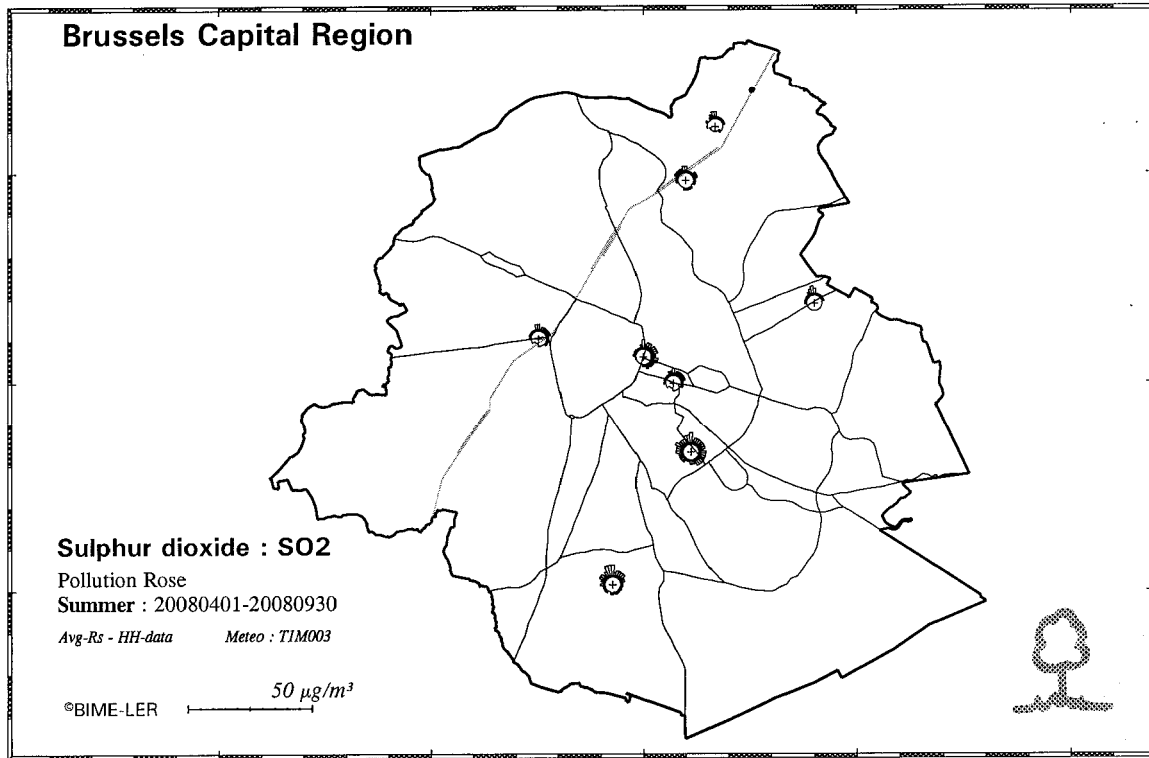 Brussels Capital Region
Sulphur dioxide : SO2
Pollution Rose
Summer : 20080401-20080930
Avg-Rs - HH-data Meteo : TIM003
50 µg/m³
©BIME-LER